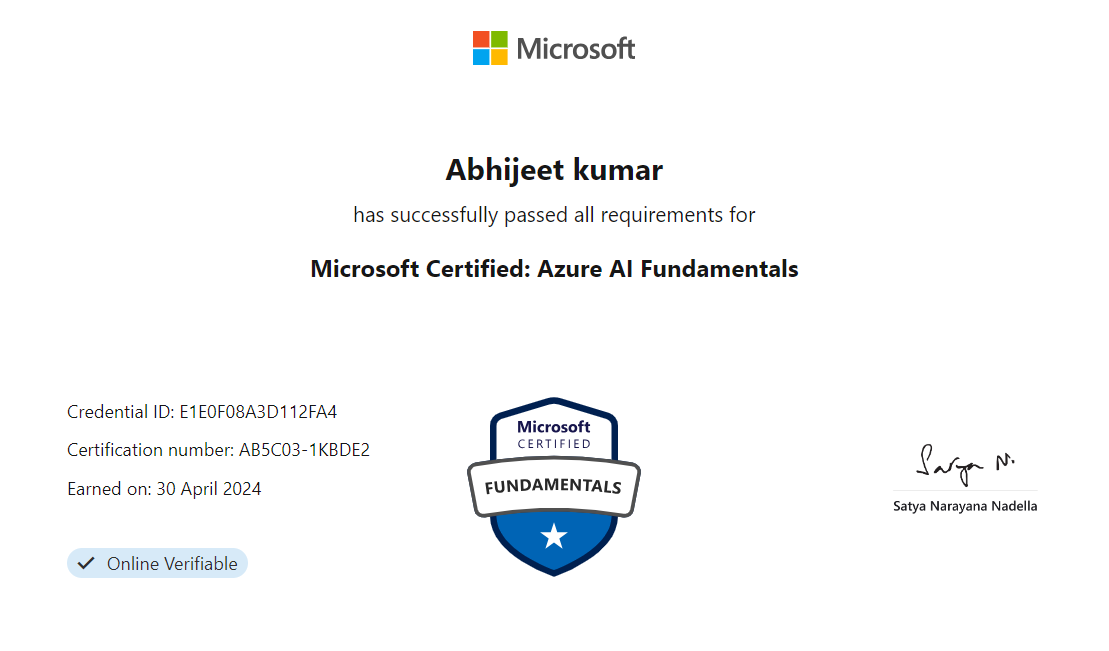 Microsoft
Abhijeet kumar
has successfully passed all requirements for
Microsoft Certified: Azure AI Fundamentals
Credential ID: E1E0F08A3D112FA4
Certification number: AB5C03-1KBDE2
Earned on: 30 April 2024
Online Verifiable
Microsoft
CERTIFIED
FUNDAMENTALS
Satya N.
Satya Narayana Nadella